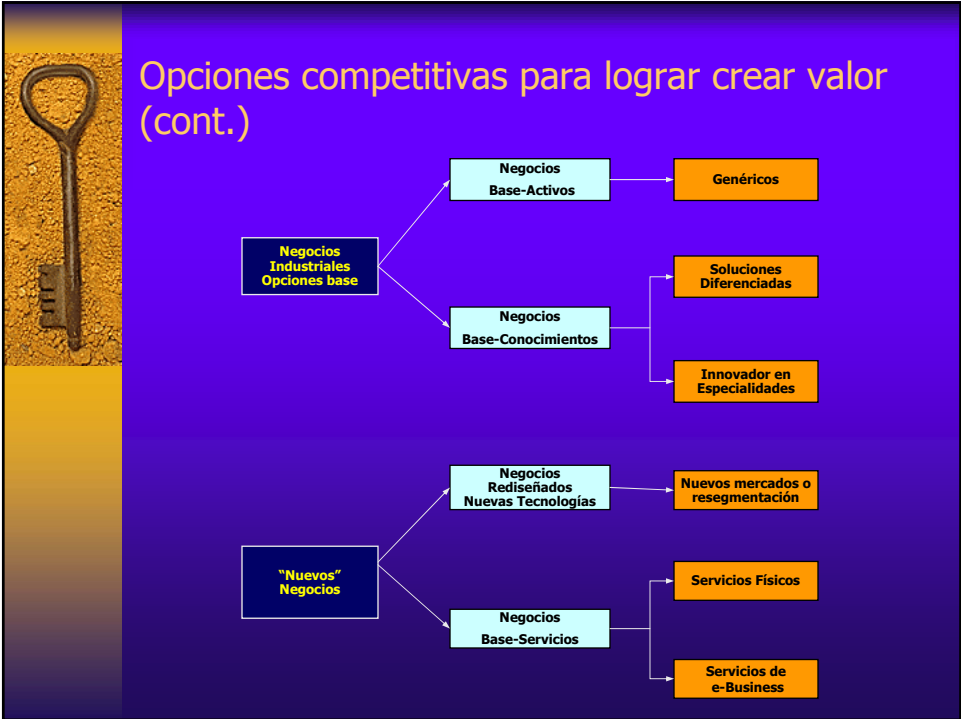 Opciones competitivas para lograr crear valor
(cont.)
Negocios
Base-Activos
Genéricos
Negocios
Industriales
Opciones base
Soluciones
Diferenciadas
Negocios
Base-Conocimientos
Innovador en
Especialidades
Negocios
Rediseñados
Nuevas Tecnologías
Nuevos mercados o
resegmentación
“Nuevos”
Negocios
Servicios Físicos
Negocios
Base-Servicios
Servicios de
e-Business